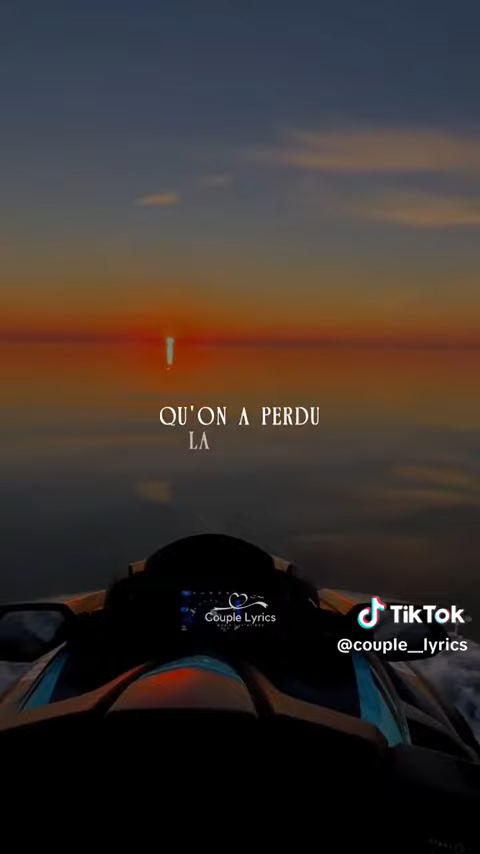 QU'ON A PERDU
LA
Couple Lyrics
TikTok
@couple__lyrics